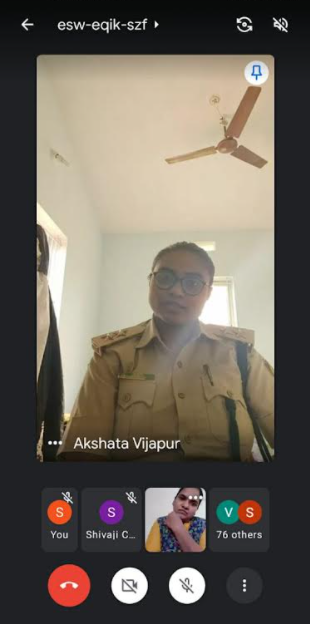 esw-eqik-szf
Akshata Vijapur
S
You
S
Shivaji C...
V S
76 others